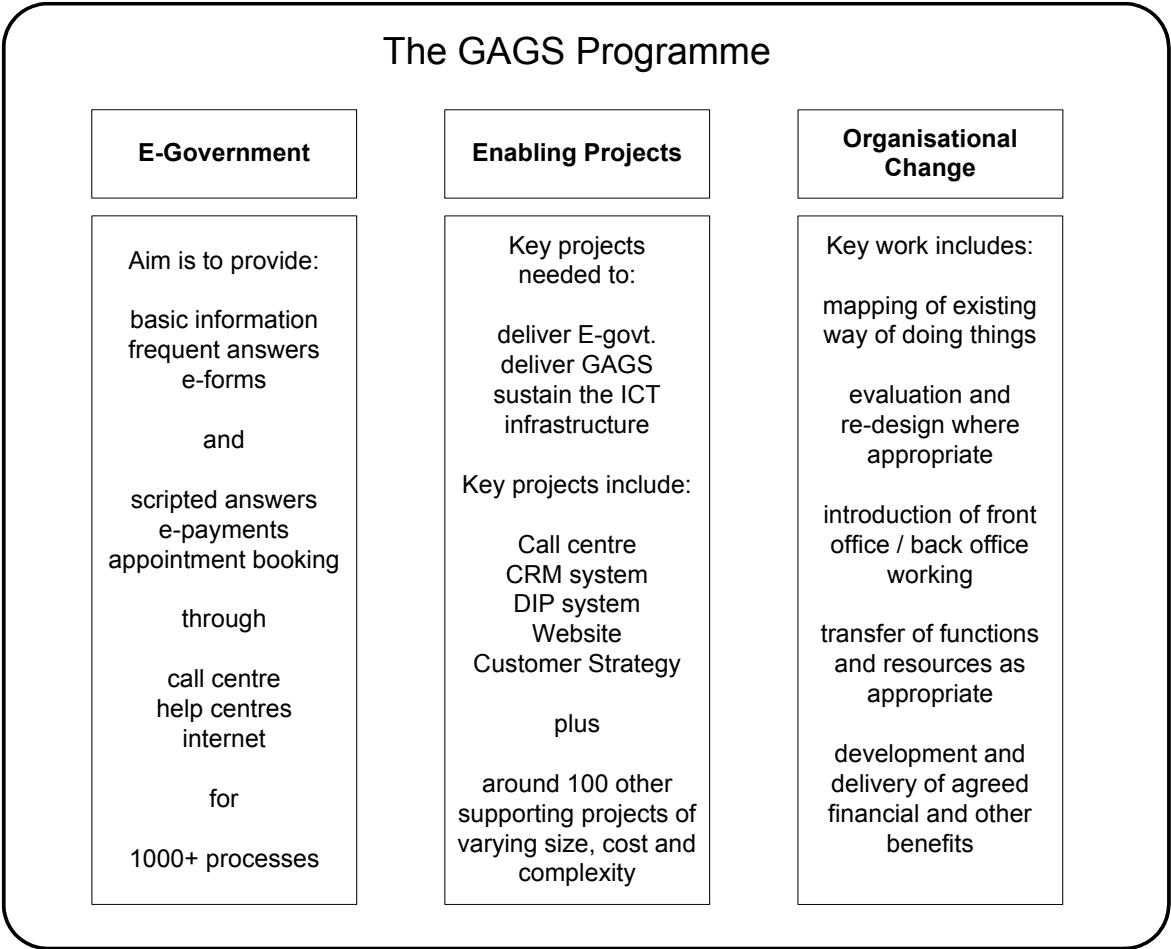 The GAGS Programme
E-Government
Aim is to provide:
basic information
frequent answers
e-forms
and
scripted answers
e-payments
appointment booking
through
call centre
help centres
internet
for
1000+ processes
Enabling Projects
Key projects
needed to:
deliver E-govt.
deliver GAGS
sustain the ICT
infrastructure
Key projects include:
Call centre
CRM system
DIP system
Website
Customer Strategy
plus
around 100 other
supporting projects of
varying size, cost and
complexity
Organisational
Change
Key work includes:
mapping of existing
way of doing things
evaluation and
re-design where
appropriate
introduction of front
office / back office
working
transfer of functions
and resources as
appropriate
development and
delivery of agreed
financial and other
benefits